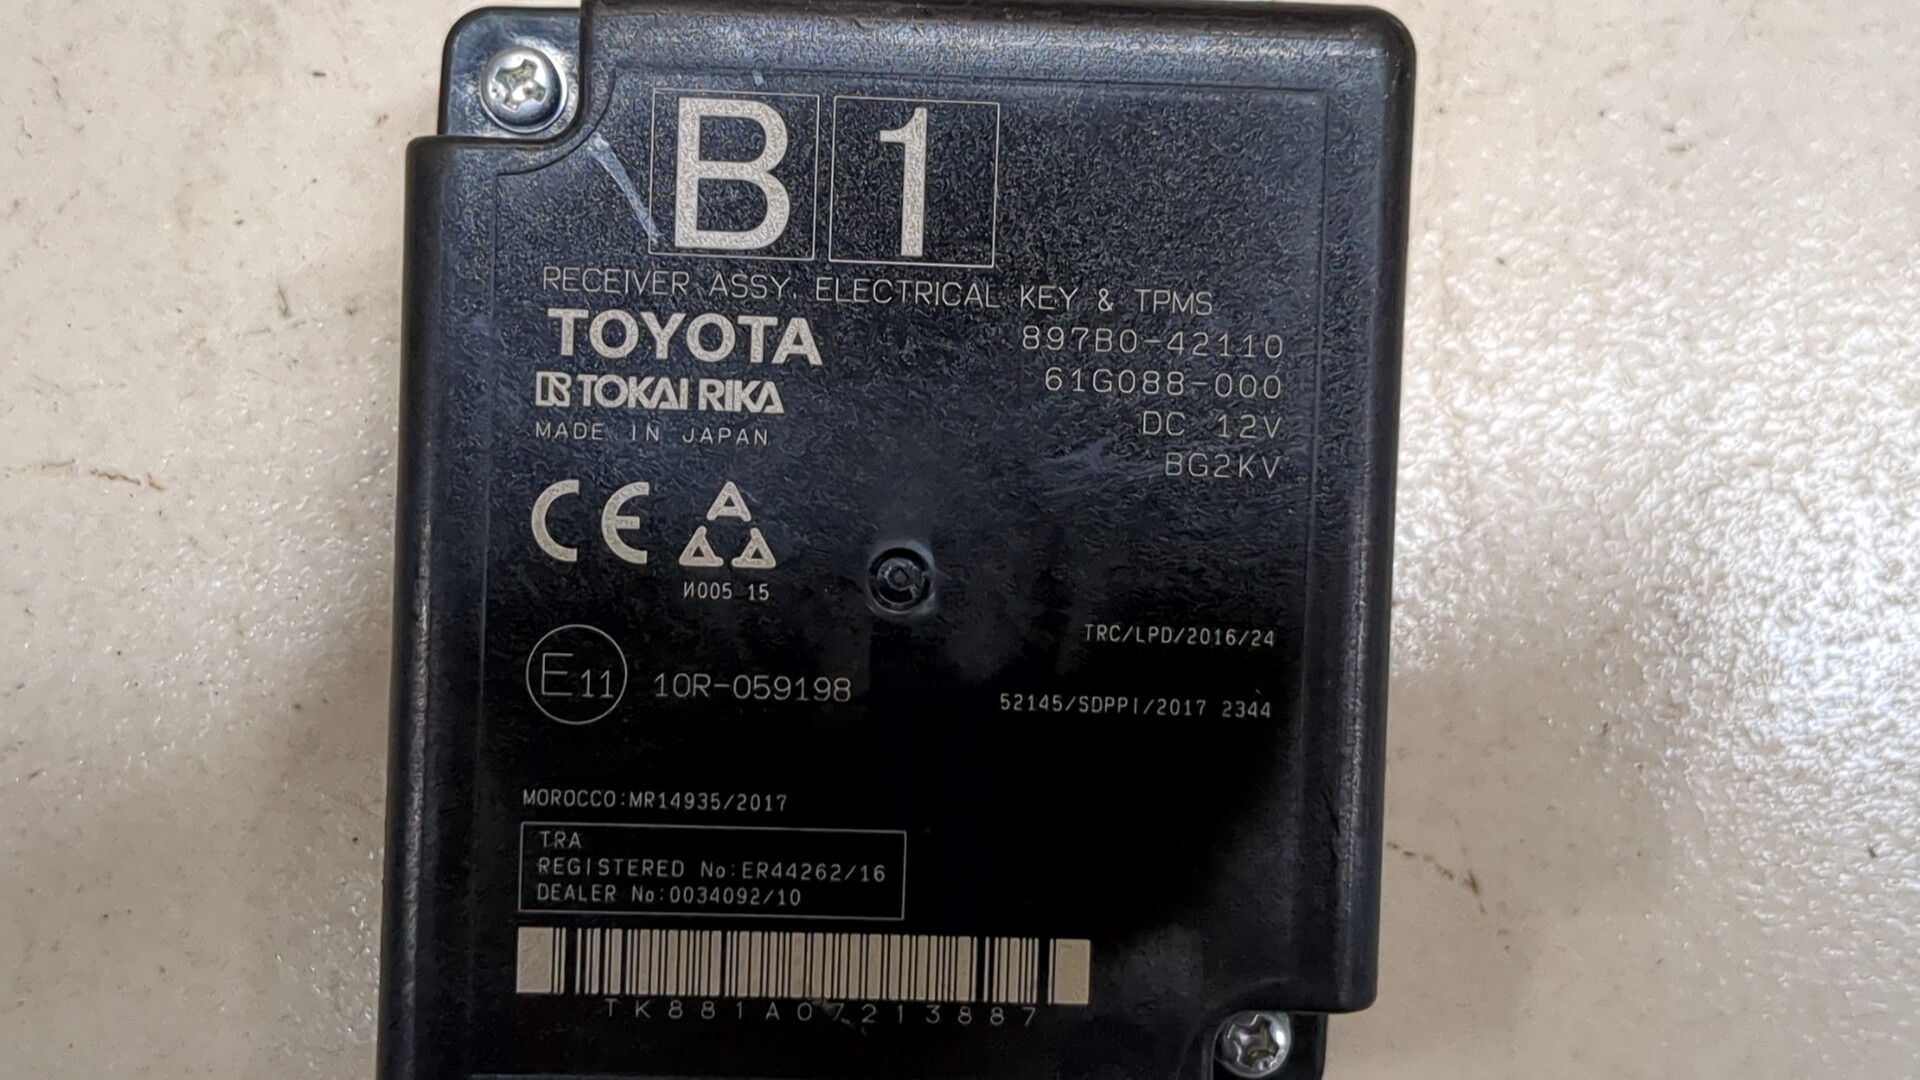 B 1
RECEIVER ASSY, ELECTRICAL KEY & TPMS
TOYOTA 897B0-42110
TOKAI RIKA 61G088-000
MADE IN JAPAN DC 12V
BG2KV
CE
И005 15
TRC/LPD/2016/24
E11 10R-059198
52145/SDPPI/2017 2344
MOROCCO:MR14935/2017
TRA
REGISTERED No:ER44262/16
DEALER No:0034092/10
TK881A07213887